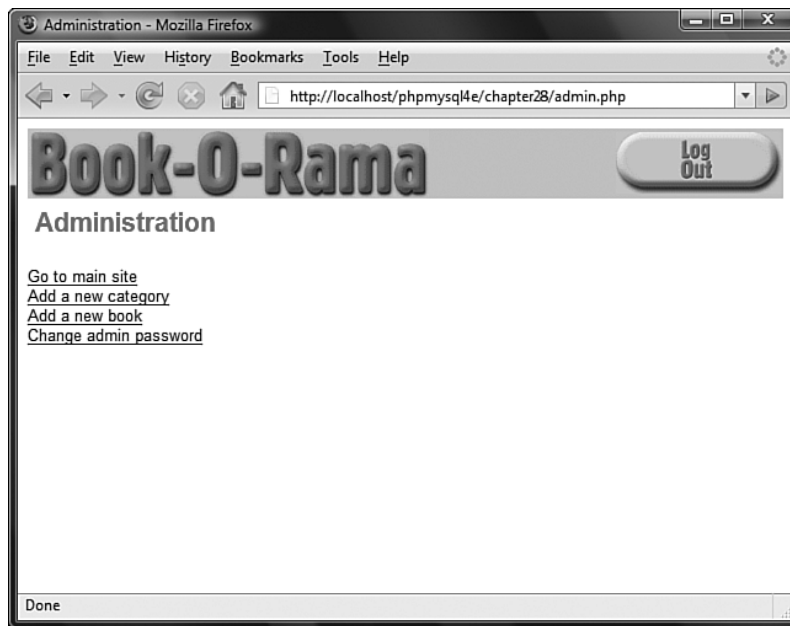 Administration - Mozilla Firefox
File Edit View History Bookmarks Tools Help
http://localhost/phpmysql4e/chapter28/admin.php
Book-O-Rama
Log
Out
Administration
Go to main site
Add a new category
Add a new book
Change admin password
Done